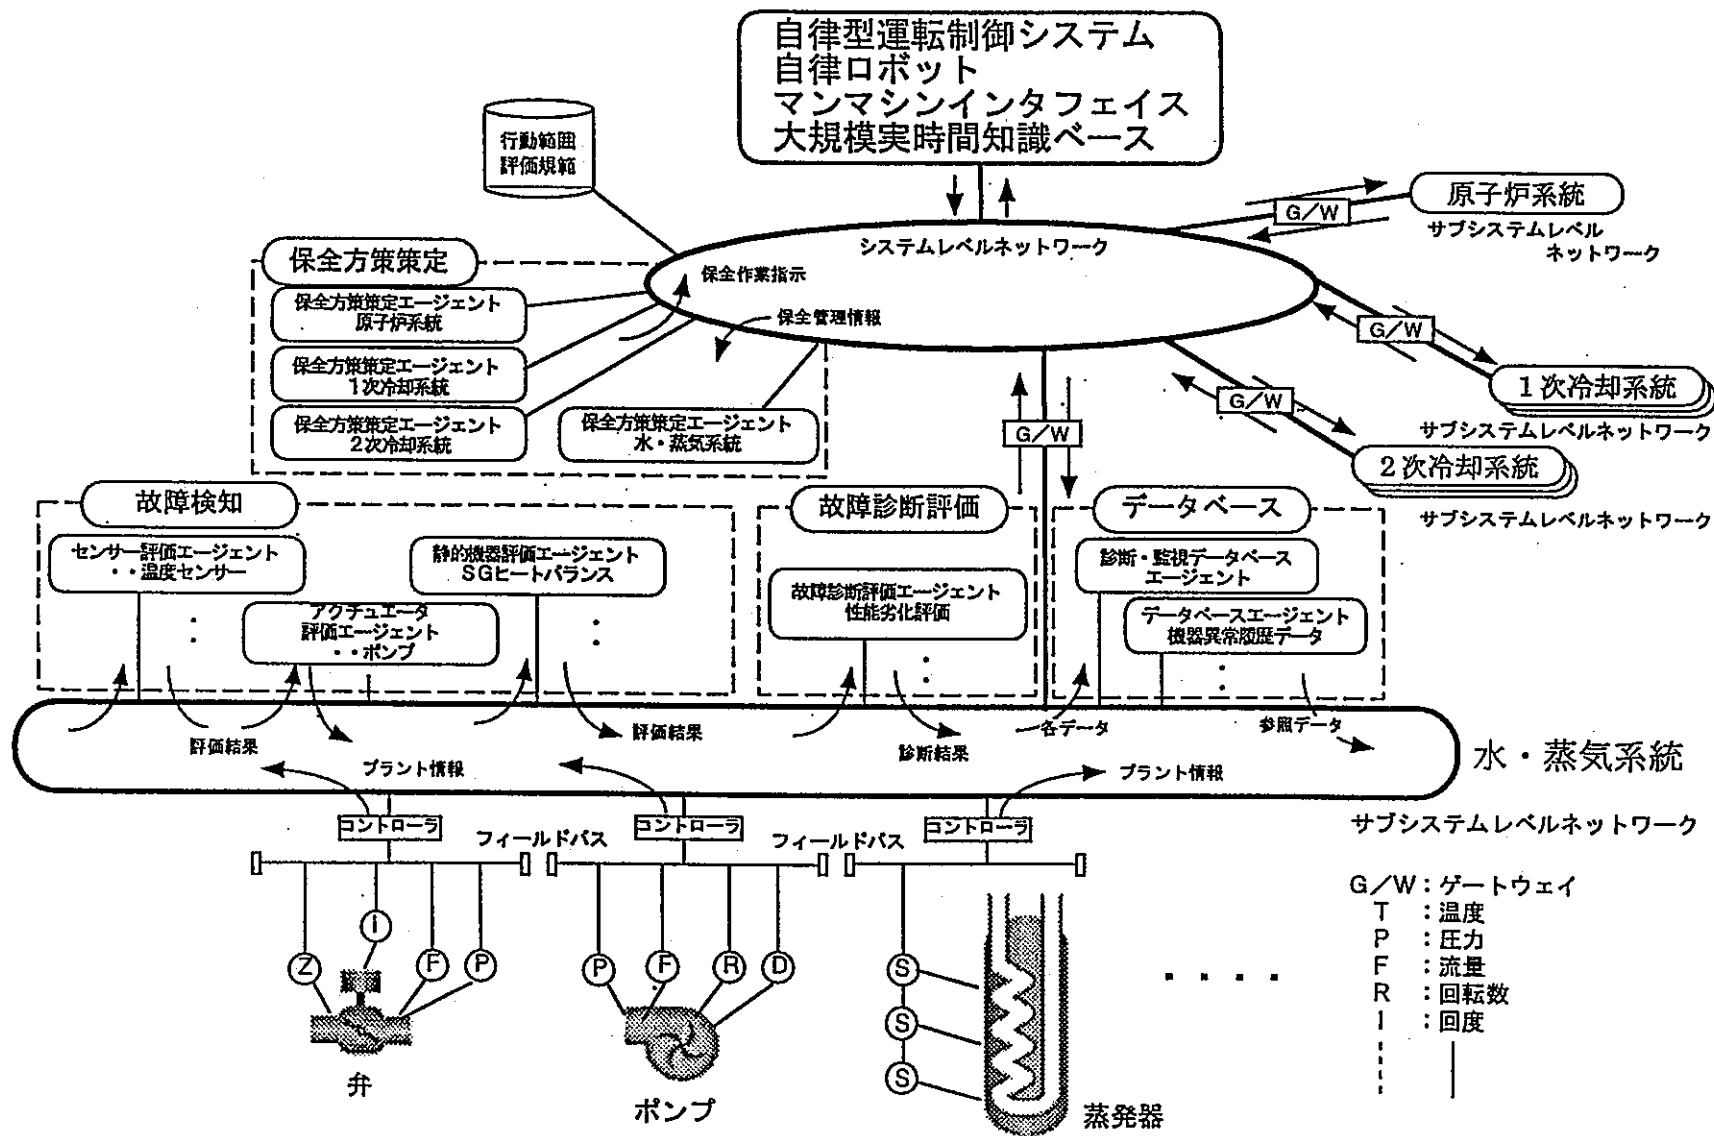 自律型運転制御システム
自律ロボット
マンマシンインタフェイス
大規模実時間知識ベース
行動範囲
評価規範
原子炉系統
G/W
サブシステムレベル
ネットワーク
システムレベルネットワーク
保全方策策定
保全作業指示
保全方策策定エージェント
原子炉系統
保全管理情報
G/W
保全方策策定エージェント
1次冷却系統
1次冷却系統
G/W
保全方策策定エージェント
2次冷却系統
保全方策策定エージェント
水・蒸気系統
G/W
サブシステムレベルネットワーク
2次冷却系統
サブシステムレベルネットワーク
故障検知
故障診断評価
データベース
センサー評価エージェント
・・温度センサー
静的機器評価エージェント
SGヒートバランス
診断・監視データベース
エージェント
アクチュエータ
評価エージェント
・・ポンプ
故障診断評価エージェント
性能劣化評価
データベースエージェント
機器異常履歴データ
評価結果
評価結果
診断結果
各データ
参照データ
水・蒸気系統
プラント情報
プラント情報
コントローラ
フィールドバス
コントローラ
フィールドバス
コントローラ
サブシステムレベルネットワーク
Z
I
F
P
弁
P
F
R
D
ポンプ
S
S
S
蒸発器
・・・・
G/W:ゲートウェイ
T :温度
P :圧力
F :流量
R :回転数
I :回度